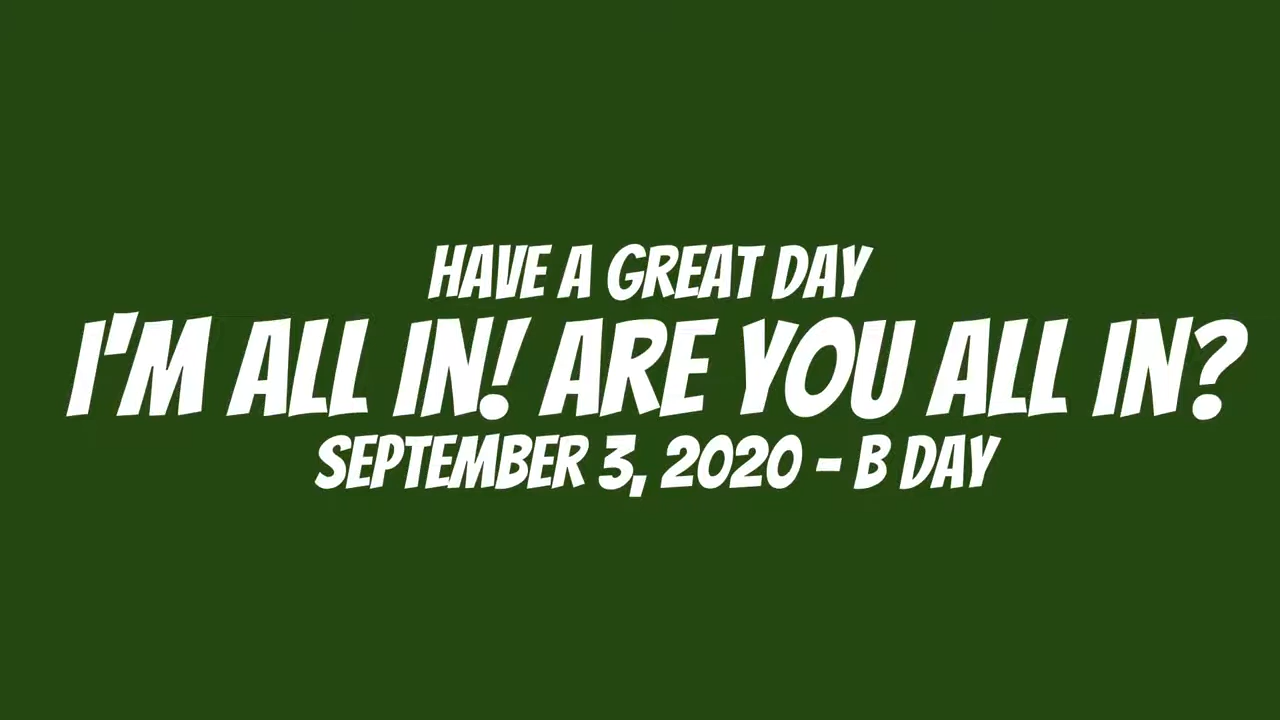 HAVE A GREAT DAY
I'M ALL IN! ARE YOU ALL IN?
SEPTEMBER 3, 2020 - B DAY